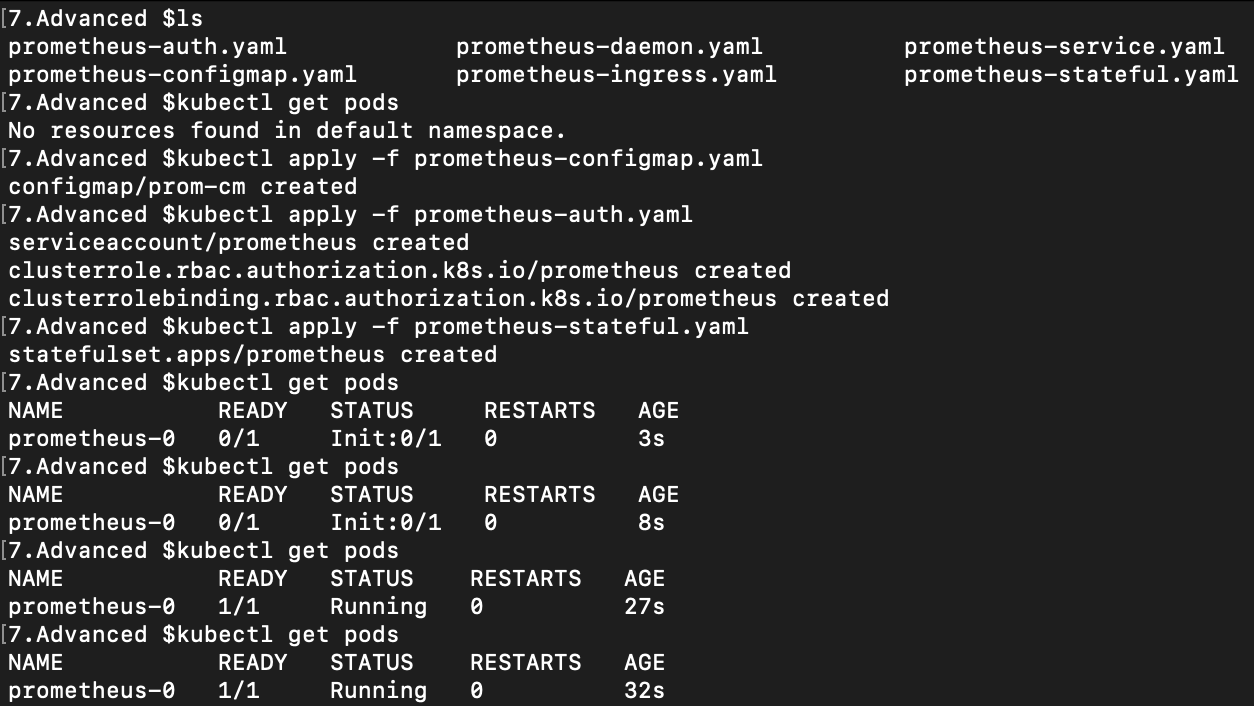 [7.Advanced $ls
prometheus-auth.yaml prometheus-daemon.yaml prometheus-service.yaml
prometheus-configmap.yaml prometheus-ingress.yaml prometheus-stateful.yaml
[7.Advanced $kubectl get pods
No resources found in default namespace.
[7.Advanced $kubectl apply -f prometheus-configmap.yaml
configmap/prom-cm created
[7.Advanced $kubectl apply -f prometheus-auth.yaml
serviceaccount/prometheus created
clusterrole.rbac.authorization.k8s.io/prometheus created
clusterrolebinding.rbac.authorization.k8s.io/prometheus created
[7.Advanced $kubectl apply -f prometheus-stateful.yaml
statefulset.apps/prometheus created
[7.Advanced $kubectl get pods
NAME READY STATUS RESTARTS AGE
prometheus-0 0/1 Init:0/1 0 3s
[7.Advanced $kubectl get pods
NAME READY STATUS RESTARTS AGE
prometheus-0 0/1 Init:0/1 0 8s
[7.Advanced $kubectl get pods
NAME READY STATUS RESTARTS AGE
prometheus-0 1/1 Running 0 27s
[7.Advanced $kubectl get pods
NAME READY STATUS RESTARTS AGE
prometheus-0 1/1 Running 0 32s